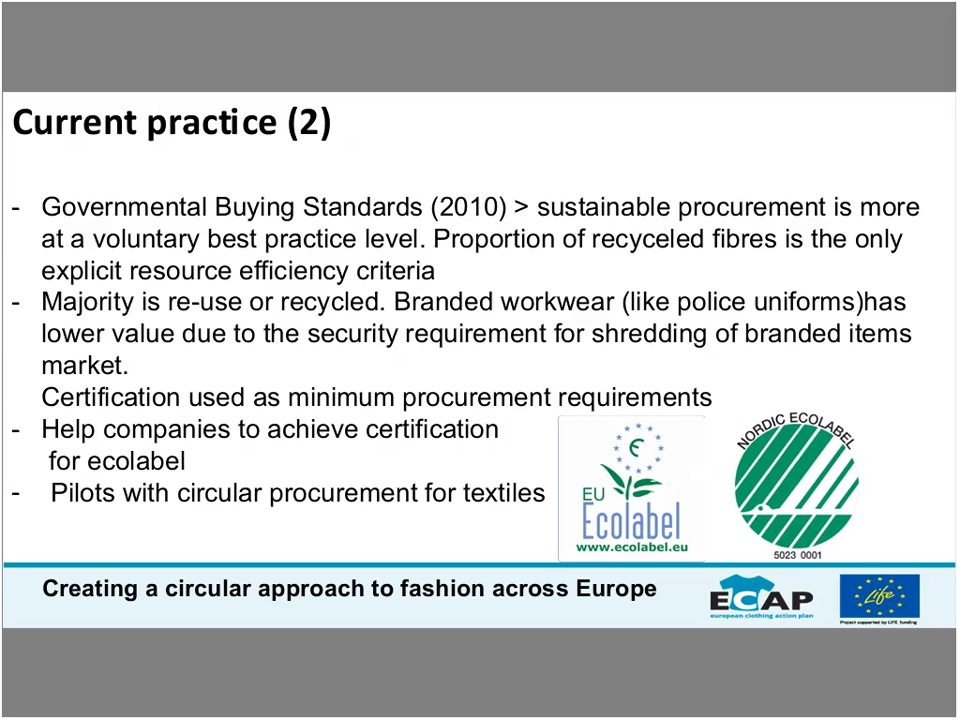 Current practice (2)
- Governmental Buying Standards (2010) > sustainable procurement is more
at a voluntary best practice level. Proportion of recyceled fibres is the only
explicit resource efficiency criteria
- Majority is re-use or recycled. Branded workwear (like police uniforms)has
lower value due to the security requirement for shredding of branded items
market.
Certification used as minimum procurement requirements
- Help companies to achieve certification
for ecolabel
- Pilots with circular procurement for textiles
EU
Ecolabel
www.ecolabel.eu
NORDIC ECOLABEL
5023 0001
Creating a circular approach to fashion across Europe
ECAP
european clothing action plan
Life
Project supported by LIFE funding